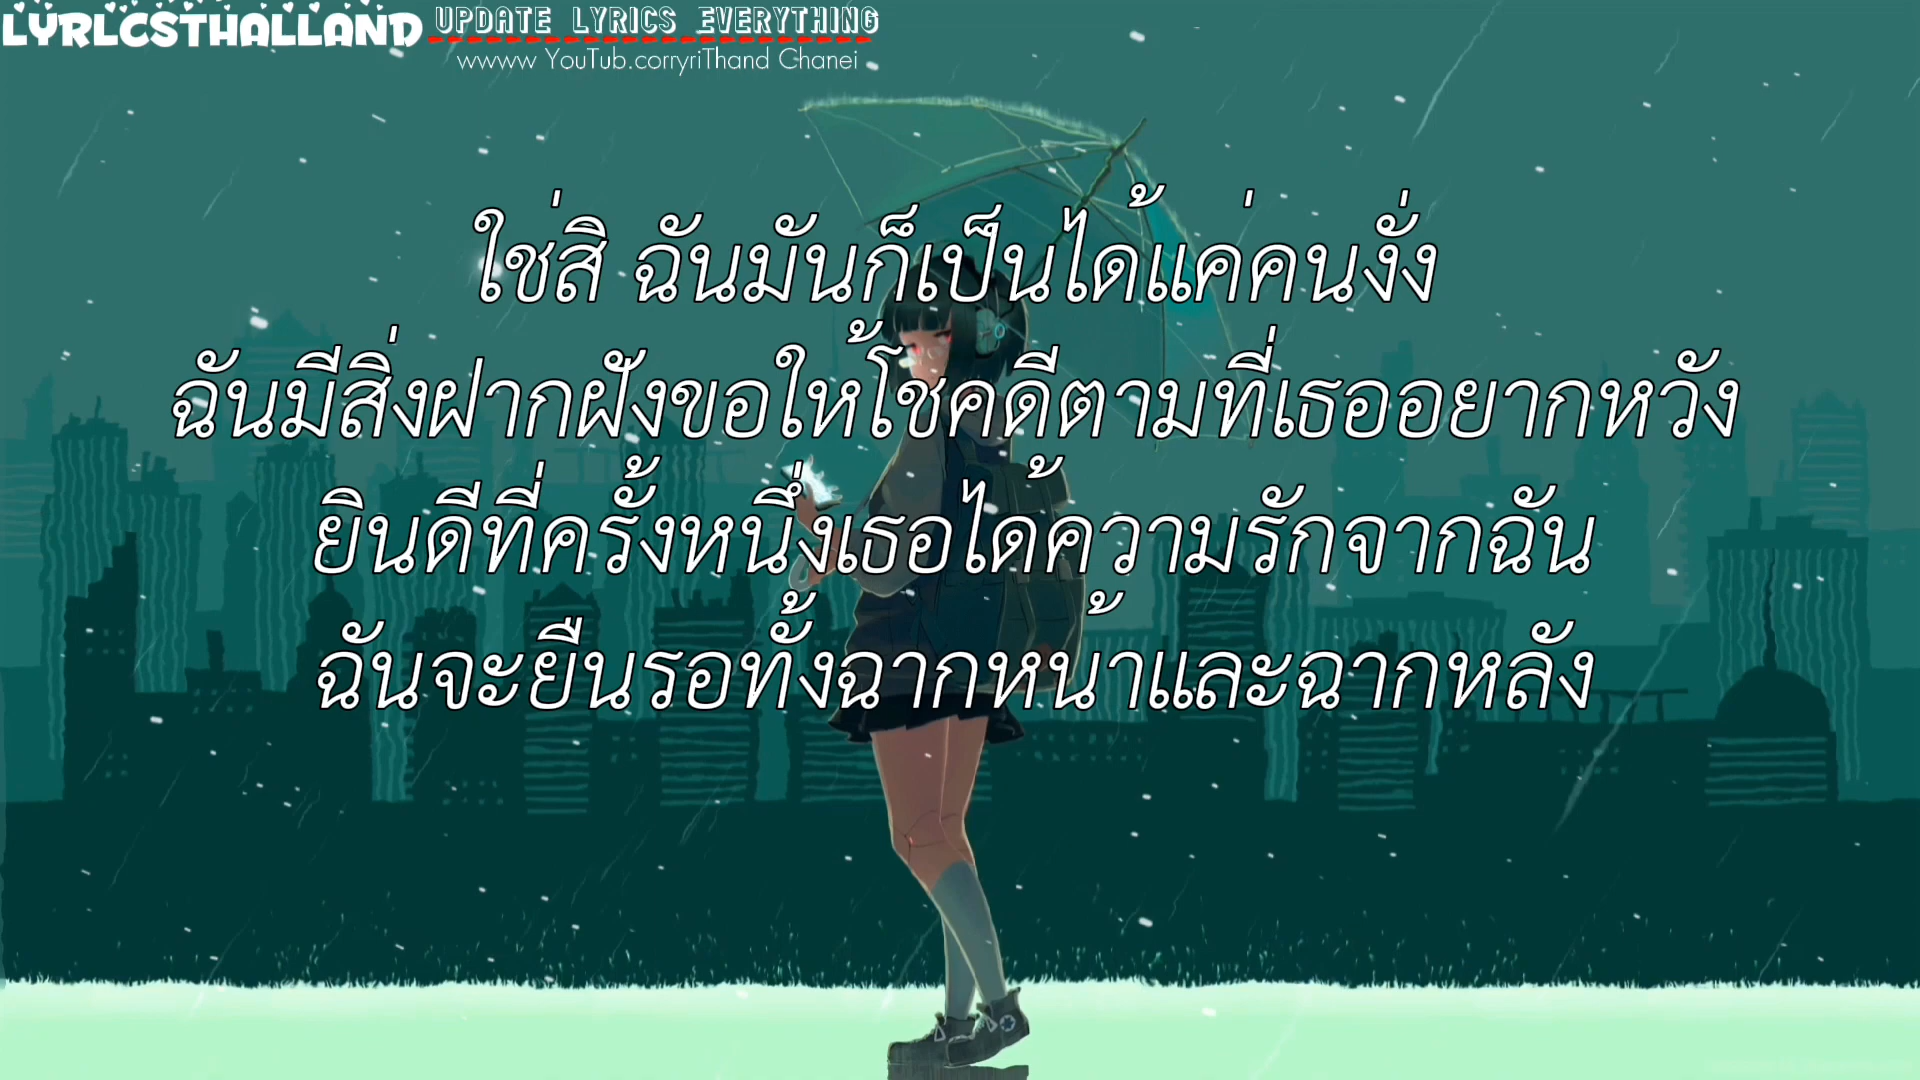 LYRLCSTHALLAND UPDATE LYRICS EVERYTHING
wwww YouTub.corryriThand Chanei
ใช่สิ ฉันมันก็เป็นได้แค่คนงั่ง
ฉันมีสิ่งฝากฝังขอให้โชคดีตามที่เธออยากหวัง
ยินดีที่ครั้งหนึ่งเธอได้ความรักจากฉัน
ฉันจะยืนรอทั้งฉากหน้าและฉากหลัง